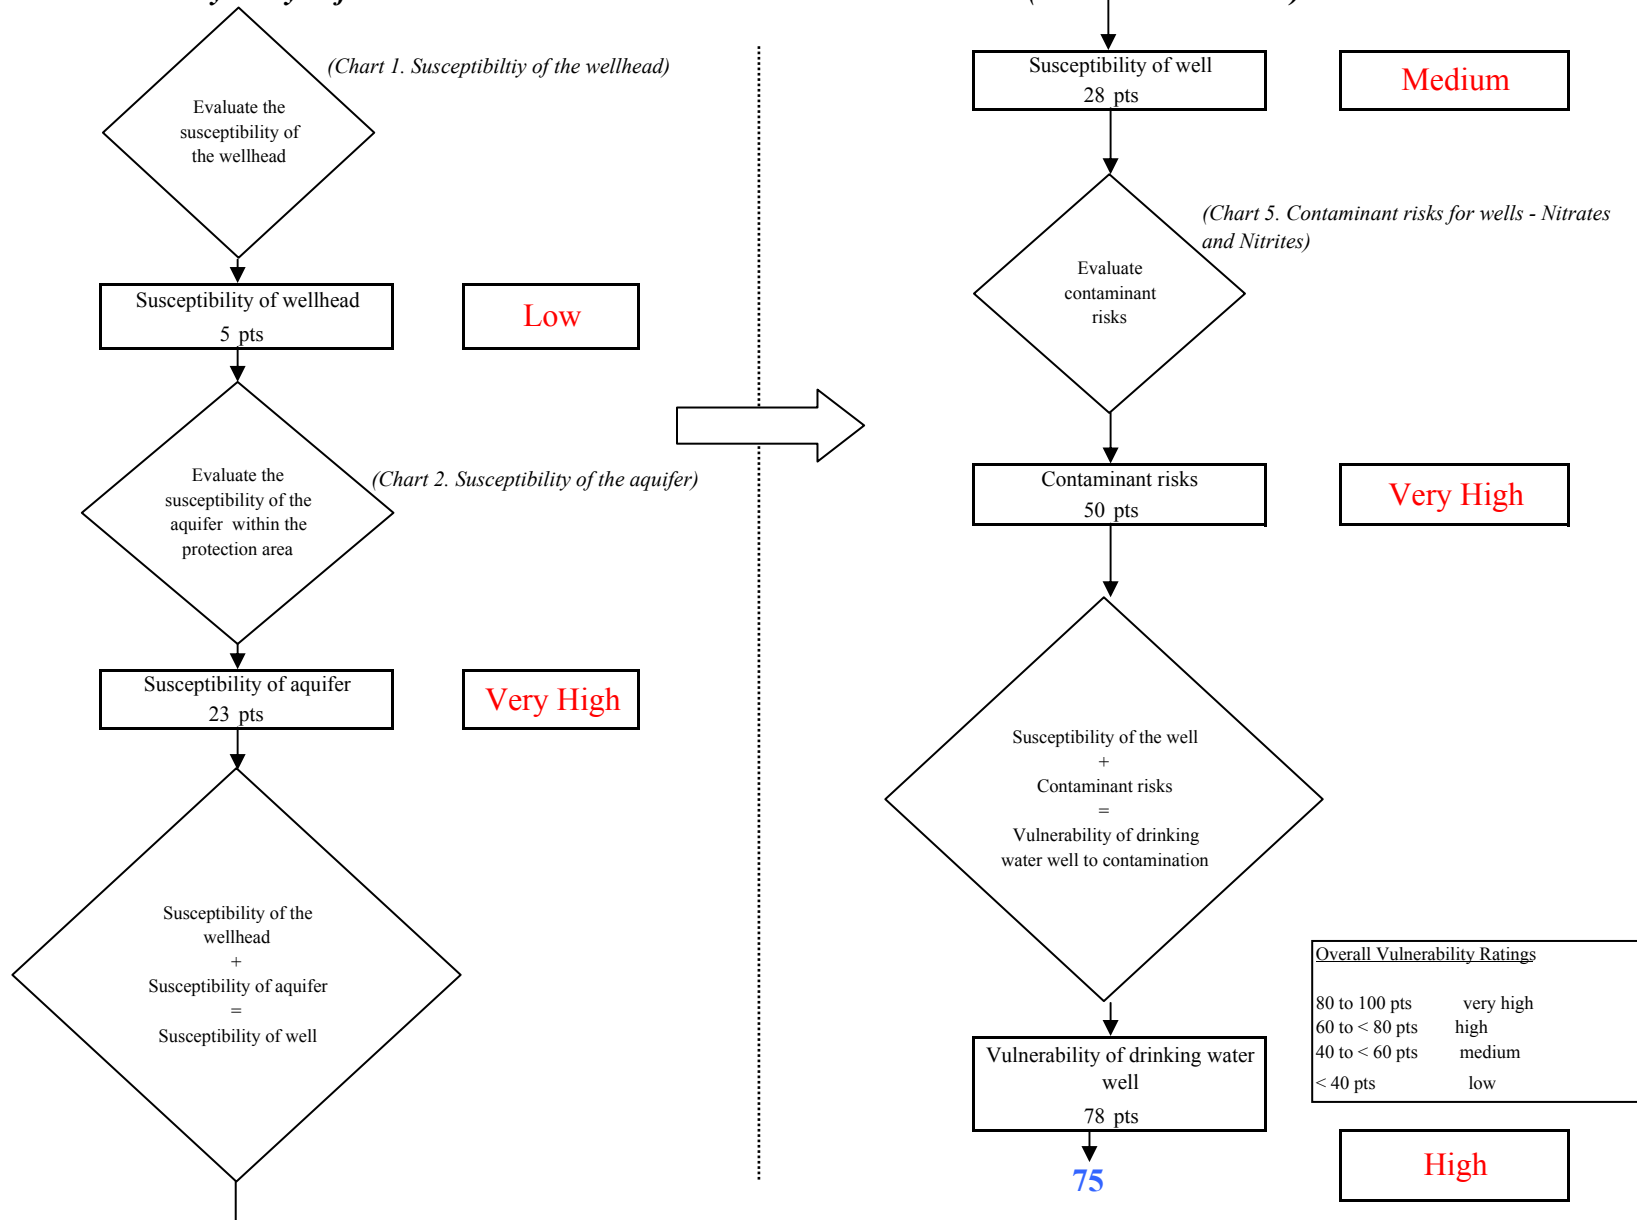 (Chart 1. Susceptibiltiy of the wellhead)
Evaluate the
susceptibility of
the wellhead
Susceptibility of wellhead
5 pts
Low
Evaluate the
susceptibility of the
aquifer within the
protection area
(Chart 2. Susceptibility of the aquifer)
Susceptibility of aquifer
23 pts
Very High
Susceptibility of the
wellhead
+
Susceptibility of aquifer
=
Susceptibility of well
Susceptibility of well
28 pts
Medium
(Chart 5. Contaminant risks for wells - Nitrates
and Nitrites)
Evaluate
contaminant
risks
Contaminant risks
50 pts
Very High
Susceptibility of the well
+
Contaminant risks
=
Vulnerability of drinking
water well to contamination
Overall Vulnerability Ratings
80 to 100 pts very high
60 to < 80 pts high
40 to < 60 pts medium
< 40 pts low
Vulnerability of drinking water
well
78 pts
75
High